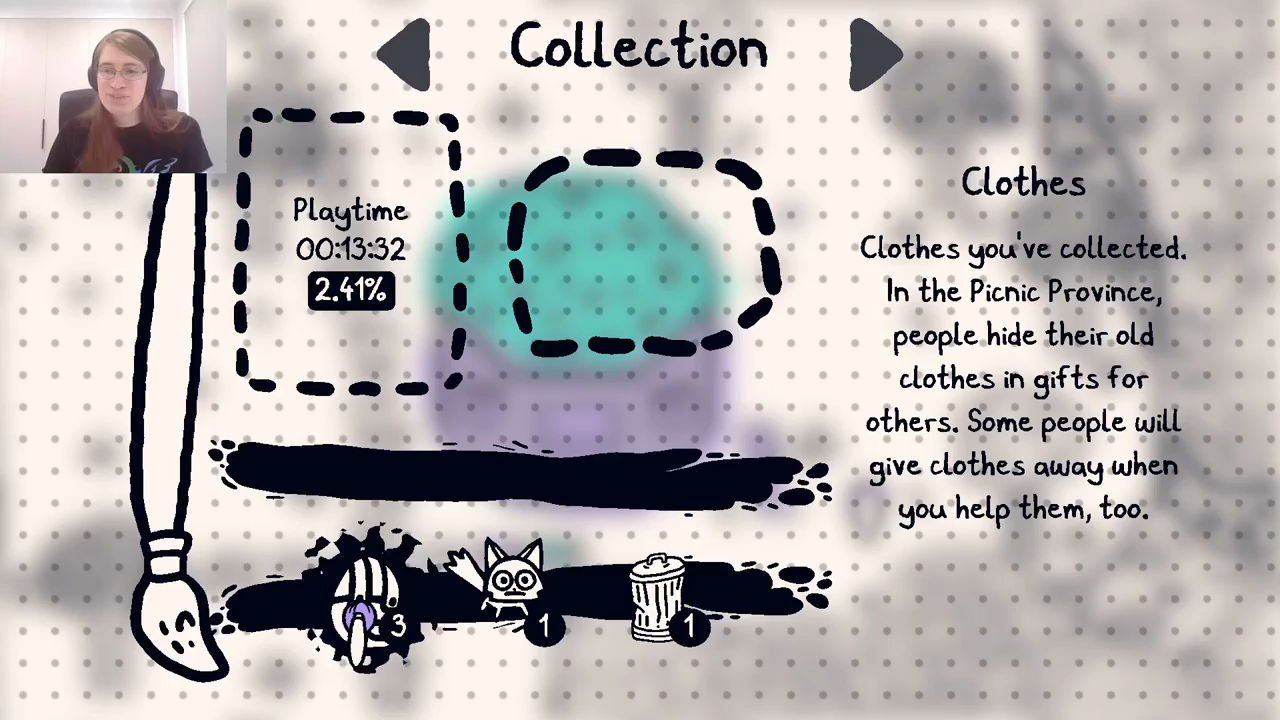 Collection
Playtime
00:13:32
2.41%
Clothes
Clothes you've collected.
In the Picnic Province,
people hide their old
clothes in gifts for
others. Some people will
give clothes away when
you help them, too.
3
1
1